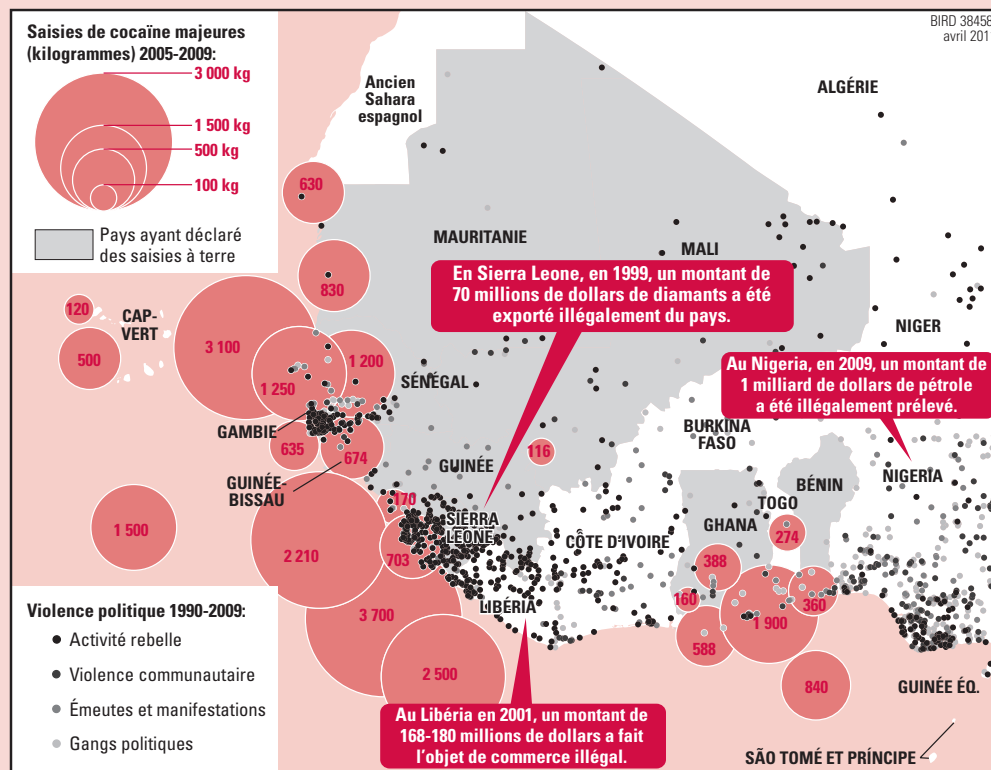 Saisies de cocaïne majeures
(kilogrammes) 2005-2009:
3 000 kg
1 500 kg
500 kg
100 kg
Pays ayant déclaré
des saisies à terre
BIRD 38458
avril 2011
Ancien
Sahara
espagnol
ALGÉRIE
630
MAURITANIE
MALI
830
En Sierra Leone, en 1999, un montant de
70 millions de dollars de diamants a été
exporté illégalement du pays.
120
CAP-
VERT
500
3 100
1 250
1 200
SÉNÉGAL
NIGER
Au Nigeria, en 2009, un montant de
1 milliard de dollars de pétrole
a été illégalement prélevé.
GAMBIE
635
674
GUINÉE-
BISSAU
GUINÉE
116
BURKINA
FASO
NIGERIA
BÉNIN
TOGO
GHANA
274
170
SIERRA
LEONE
703
CÔTE D'IVOIRE
1 500
2 210
388
160
360
1 900
588
LIBÉRIA
3 700
2 500
840
GUINÉE ÉQ.
Violence politique 1990-2009:
Activité rebelle
Violence communautaire
Émeutes et manifestations
Gangs politiques
Au Libéria en 2001, un montant de
168-180 millions de dollars a fait
l'objet de commerce illégal.
SÃO TOMÉ ET PRÍNCIPE